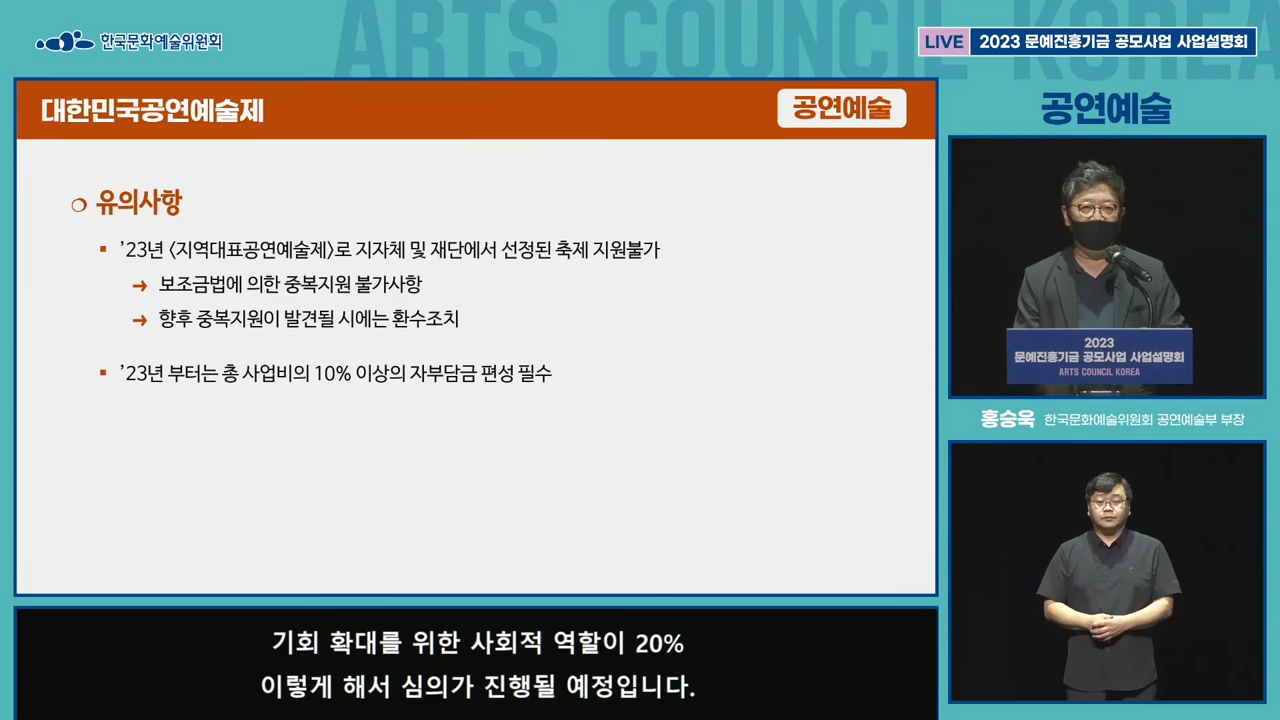 ARTS COUNCIL KOREA
한국문화예술위원회
LIVE 2023 문예진흥기금 공모사업 사업설명회
대한민국공연예술제
공연예술
공연예술
❍ 유의사항
▪ ’23년 <지역대표공연예술제>로 지자체 및 재단에서 선정된 축제 지원불가
→ 보조금법에 의한 중복지원 불가사항
→ 향후 중복지원이 발견될 시에는 환수조치
▪ ’23년 부터는 총 사업비의 10% 이상의 자부담금 편성 필수
2023
문예진흥기금 공모사업 사업설명회
ARTS COUNCIL KOREA
홍승욱 한국문화예술위원회 공연예술부 부장
기회 확대를 위한 사회적 역할이 20%
이렇게 해서 심의가 진행될 예정입니다.